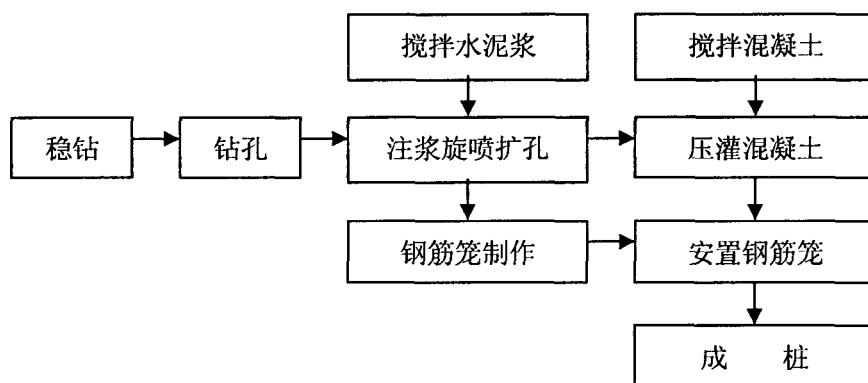 搅拌水泥浆
搅拌混凝土
稳钻
钻孔
注浆旋喷扩孔
压灌混凝土
钢筋笼制作
安置钢筋笼
成 桩